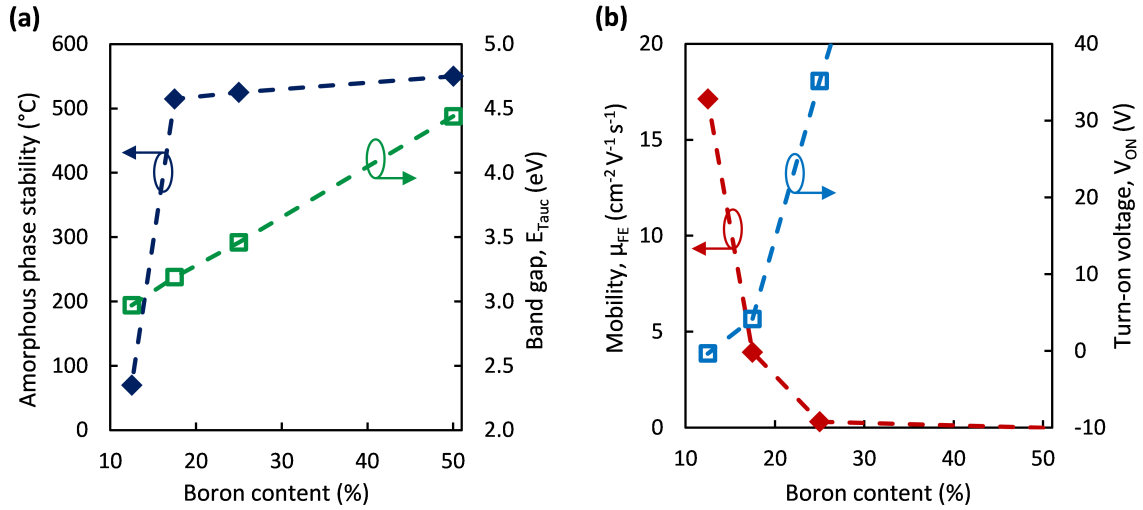 (a)
600
500
400
300
200
100
0
Amorphous phase stability (°C)
5.0
4.5
4.0
3.5
3.0
2.5
2.0
Band gap, E_Tauc (eV)
10 20 30 40 50
Boron content (%)
(b)
20
15
10
5
0
Mobility, μ_FE (cm⁻² V⁻¹ s⁻¹)
40
30
20
10
0
-10
Turn-on voltage, V_ON (V)
10 20 30 40 50
Boron content (%)